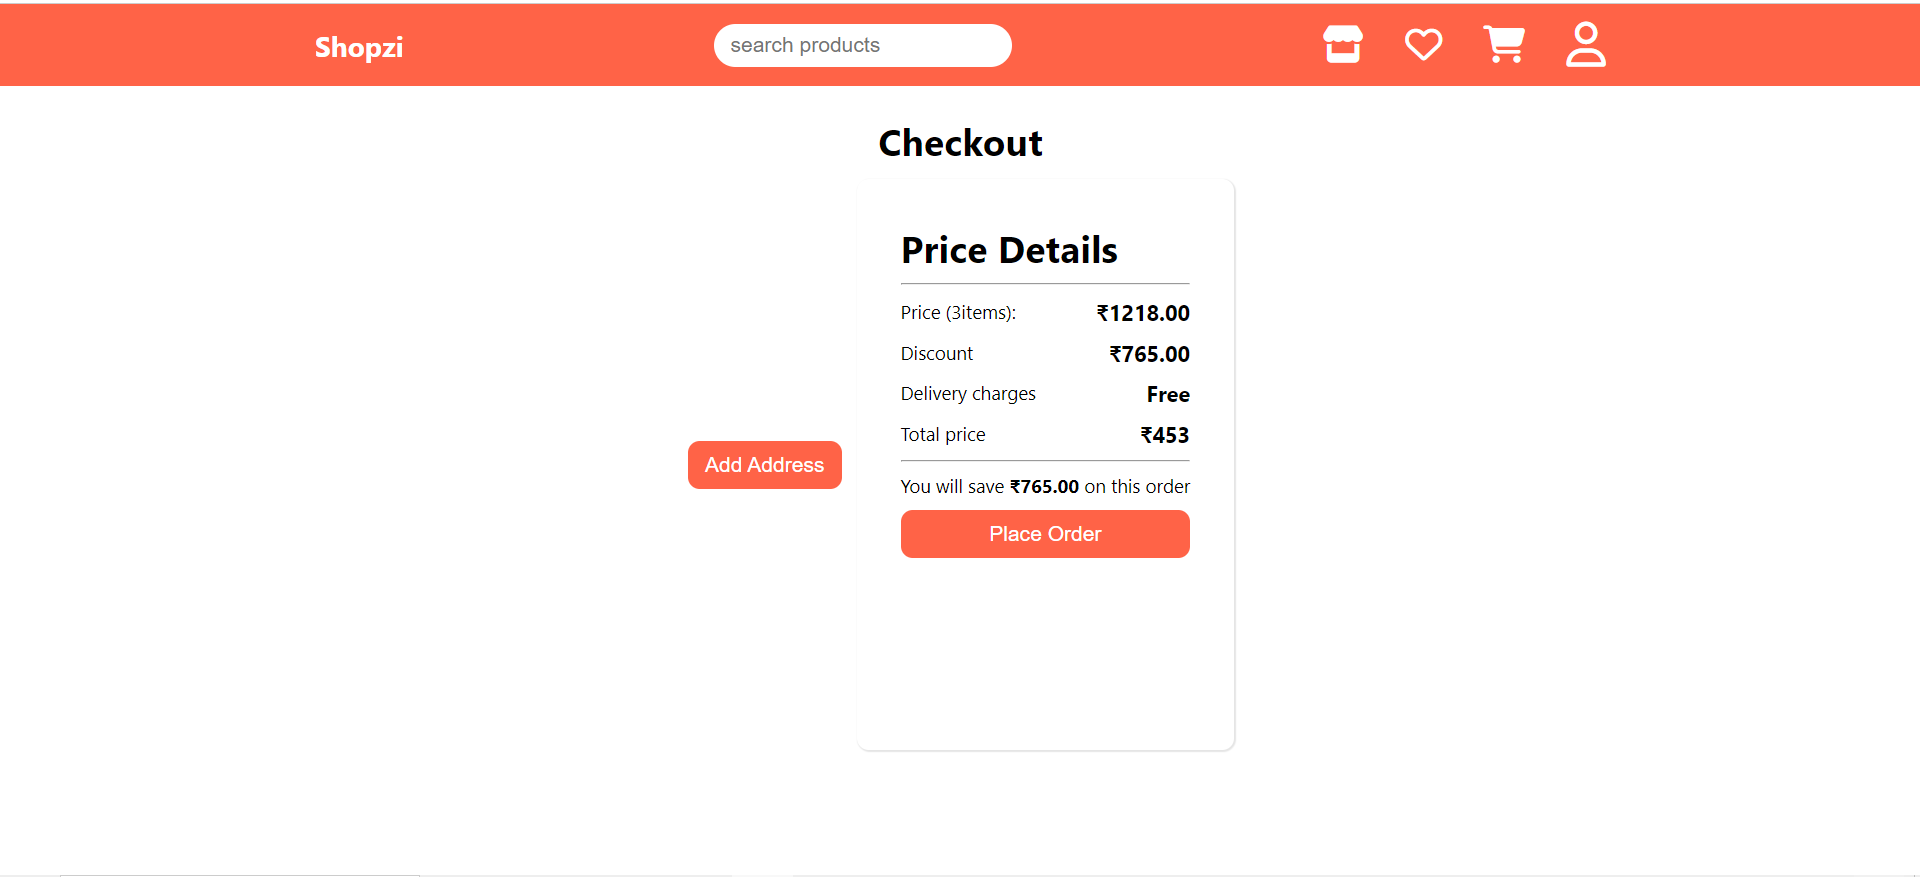 Shopzi
search products
Checkout
Price Details
Price (3items): ₹1218.00
Discount ₹765.00
Delivery charges Free
Total price ₹453
Add Address
You will save ₹765.00 on this order
Place Order